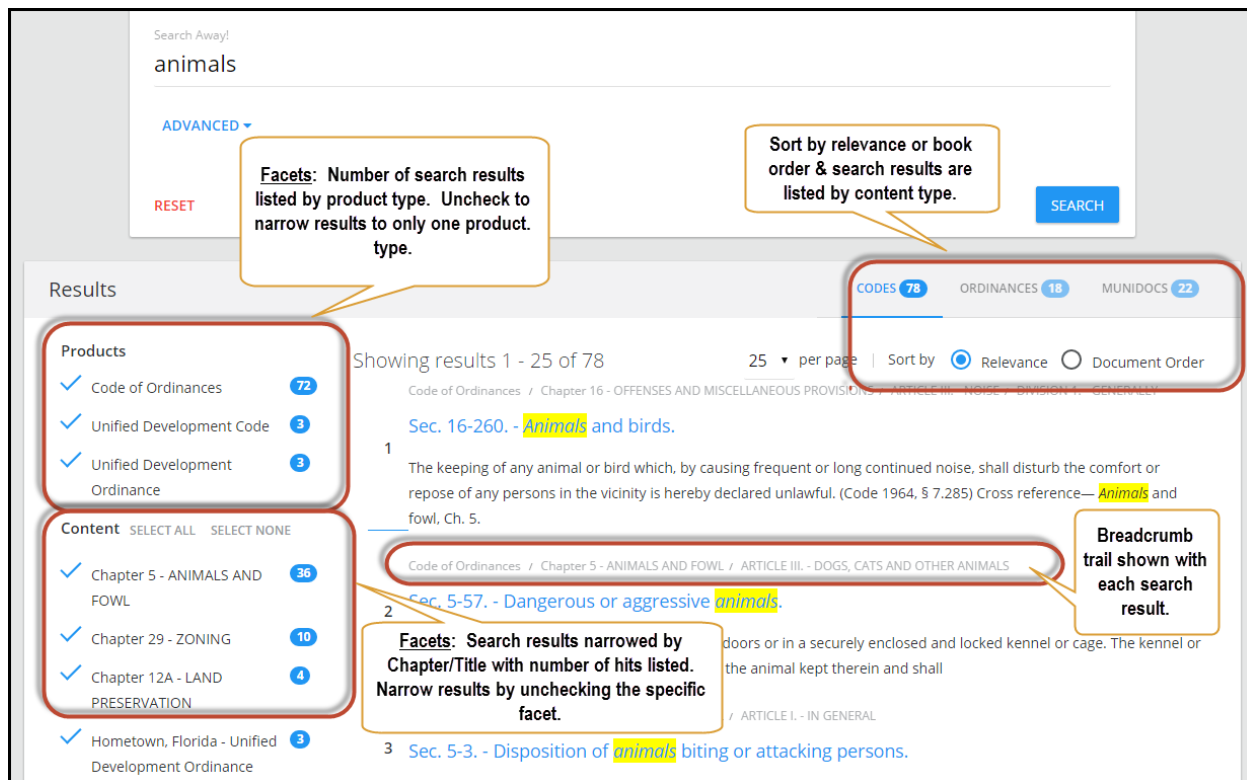 Search Away!
animals
ADVANCED
Facets: Number of search results
listed by product type. Uncheck to
narrow results to only one product.
type.
Sort by relevance or book
order & search results are
listed by content type.
RESET
SEARCH
Results
CODES 78
ORDINANCES 18
MUNIDOCS 22
Products
Code of Ordinances 72
Unified Development Code 3
Unified Development 3
Ordinance
Content SELECT ALL SELECT NONE
Chapter 5 - ANIMALS AND 36
FOWL
Chapter 29 - ZONING 10
Chapter 12A - LAND 4
PRESERVATION
Hometown, Florida - Unified 3
Development Ordinance
Showing results 1 - 25 of 78
25 per page | Sort by Relevance Document Order
Code of Ordinances / Chapter 16 - OFFENSES AND MISCELLANEOUS PROVISIONS / ARTICLE III. - NOISE / DIVISION 1. - GENERALLY
1
Sec. 16-260. - Animals and birds.
The keeping of any animal or bird which, by causing frequent or long continued noise, shall disturb the comfort or
repose of any persons in the vicinity is hereby declared unlawful. (Code 1964, § 7.285) Cross reference— Animals and
fowl, Ch. 5.
Breadcrumb
trail shown with
each search
result.
Code of Ordinances / Chapter 5 - ANIMALS AND FOWL / ARTICLE III. - DOGS, CATS AND OTHER ANIMALS
2
Sec. 5-57. - Dangerous or aggressive animals.
doors or in a securely enclosed and locked kennel or cage. The kennel or
the animal kept therein and shall
Facets: Search results narrowed by
Chapter/Title with number of hits listed.
Narrow results by unchecking the specific
facet.
/ ARTICLE I. - IN GENERAL
3
Sec. 5-3. - Disposition of animals biting or attacking persons.